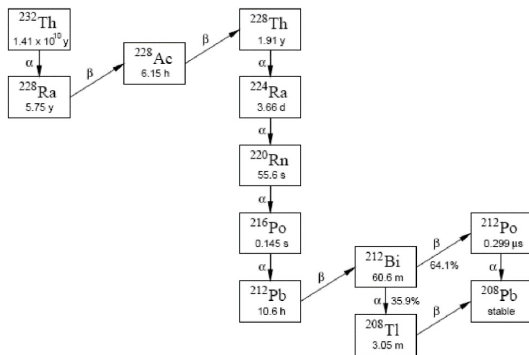 ²³²Th
1.41 x 10¹⁰ y
α
²²⁸Ra
5.75 y
β
²²⁸Ac
6.15 h
β
²²⁸Th
1.91 y
α
²²⁴Ra
3.66 d
α
²²⁰Rn
55.6 s
α
²¹⁶Po
0.145 s
α
²¹²Pb
10.6 h
β
²¹²Bi
60.6 m
β
64.1%
²¹²Po
0.299 µs
α
²⁰⁸Pb
stable
α 35.9%
²⁰⁸Tl
3.05 m
β